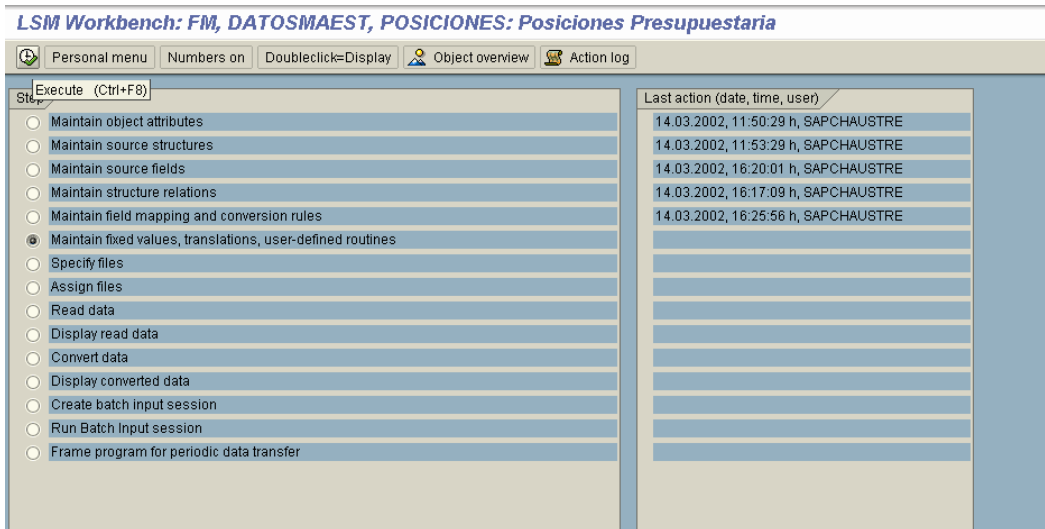 LSM Workbench: FM, DATOSMAEST, POSICIONES: Posiciones Presupuestaria
Personal menu Numbers on Doubleclick=Display Object overview Action log
Execute (Ctrl+F8)
Step Last action (date, time, user)
Maintain object attributes 14.03.2002, 11:50:29 h, SAPCHAUSTRE
Maintain source structures 14.03.2002, 11:53:29 h, SAPCHAUSTRE
Maintain source fields 14.03.2002, 16:20:01 h, SAPCHAUSTRE
Maintain structure relations 14.03.2002, 16:17:09 h, SAPCHAUSTRE
Maintain field mapping and conversion rules 14.03.2002, 16:25:56 h, SAPCHAUSTRE
Maintain fixed values, translations, user-defined routines
Specify files
Assign files
Read data
Display read data
Convert data
Display converted data
Create batch input session
Run Batch Input session
Frame program for periodic data transfer